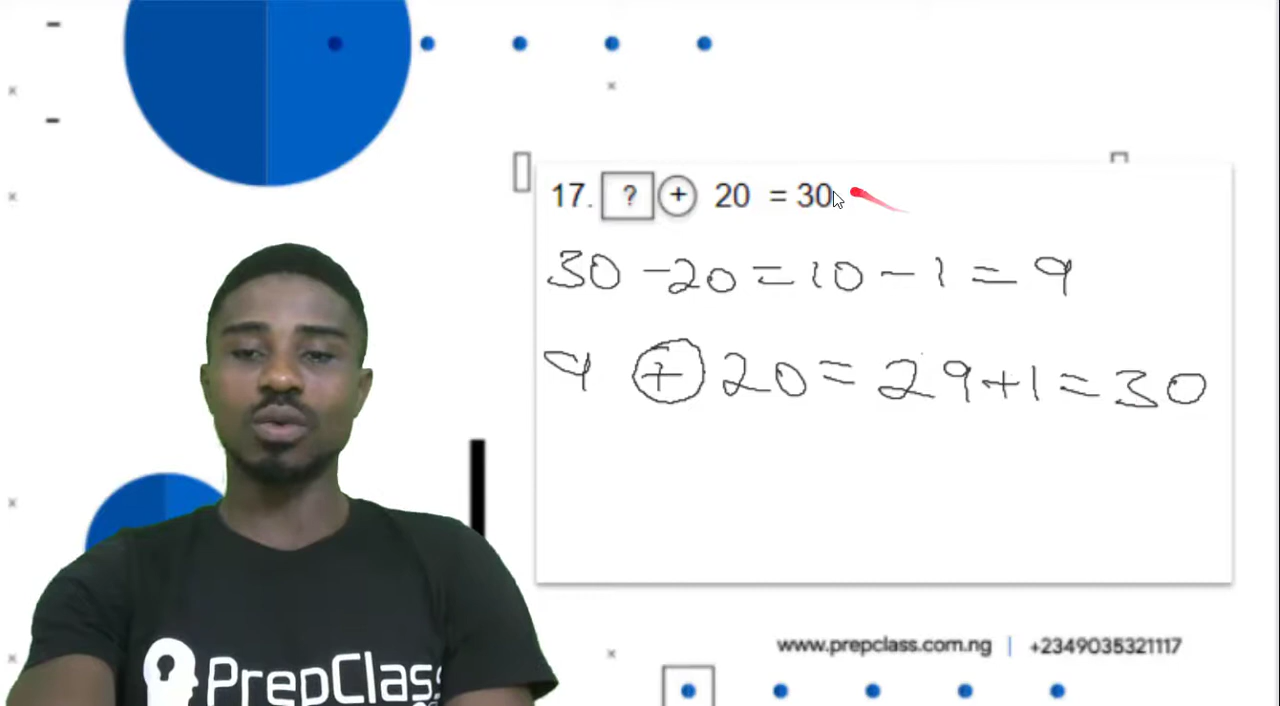 17. ? + 20 = 30
30 - 20 = 10 - 1 = 9
9 + 20 = 29 + 1 = 30
www.prepclass.com.ng | +2349035321117
PrepClass